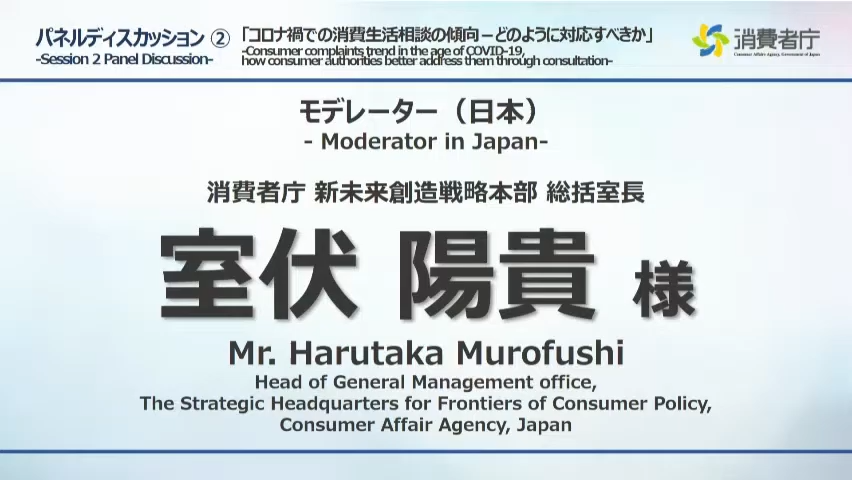 パネルディスカッション ② 「コロナ禍での消費生活相談の傾向－どのように対応すべきか」
-Session 2 Panel Discussion- -Consumer complaints trend in the age of COVID-19,
how consumer authorities better address them through consultation-
消費者庁
Consumer Affairs Agency, Government of Japan
モデレーター（日本）
- Moderator in Japan-
消費者庁 新未来創造戦略本部 総括室長
室伏 陽貴 様
Mr. Harutaka Murofushi
Head of General Management office,
The Strategic Headquarters for Frontiers of Consumer Policy,
Consumer Affair Agency, Japan